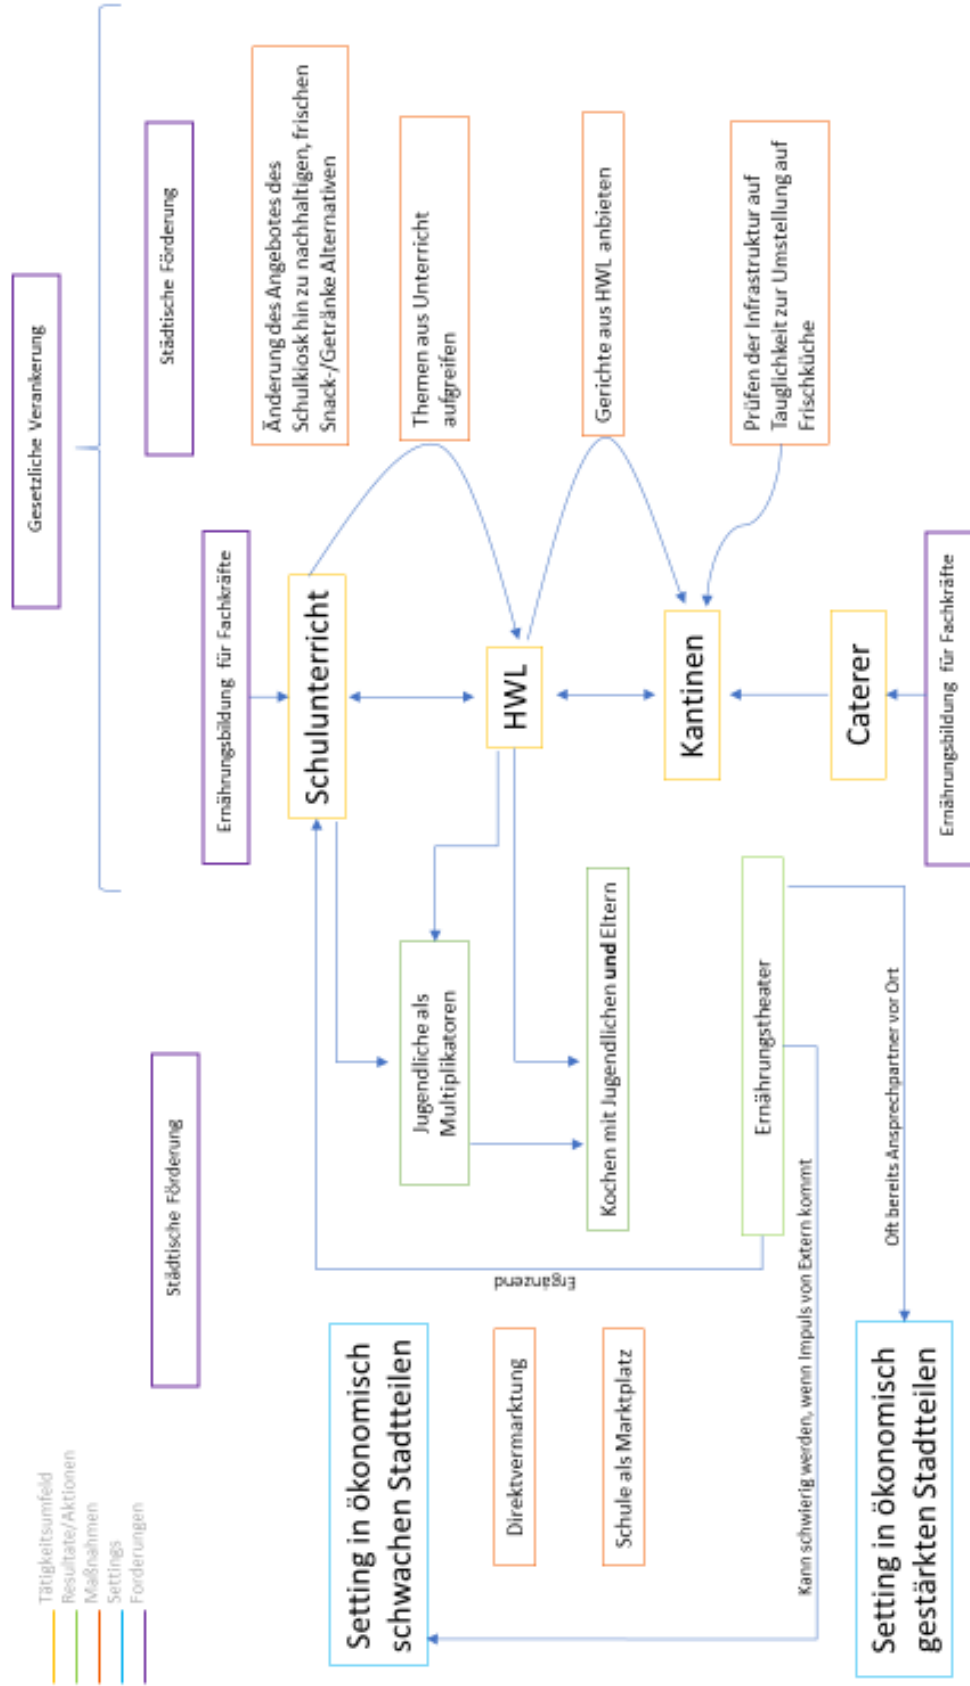 Tätigkeitsumfeld
Resultate/Aktionen
Maßnahmen
Settings
Forderungen
Gesetzliche Verankerung
Städtische Förderung
Städtische Förderung
Ernährungsbildung für Fachkräfte
Schulunterricht
Änderung des Angebotes des
Schulkiosk hin zu nachhaltigen, frischen
Snack-/Getränke Alternativen
Setting in ökonomisch
schwachen Stadtteilen
Jugendliche als
Multiplikatoren
Themen aus Unterricht
aufgreifen
HWL
Direktvermarktung
Ergänzend
Kochen mit Jugendlichen und Eltern
Gerichte aus HWL anbieten
Schule als Marktplatz
Kantinen
Ernährungstheater
Prüfen der Infrastruktur auf
Tauglichkeit zur Umstellung auf
Frischküche
Kann schwierig werden, wenn Impuls von Extern kommt
Caterer
Oft bereits Ansprechpartner vor Ort
Setting in ökonomisch
gestärkten Stadtteilen
Ernährungsbildung für Fachkräfte